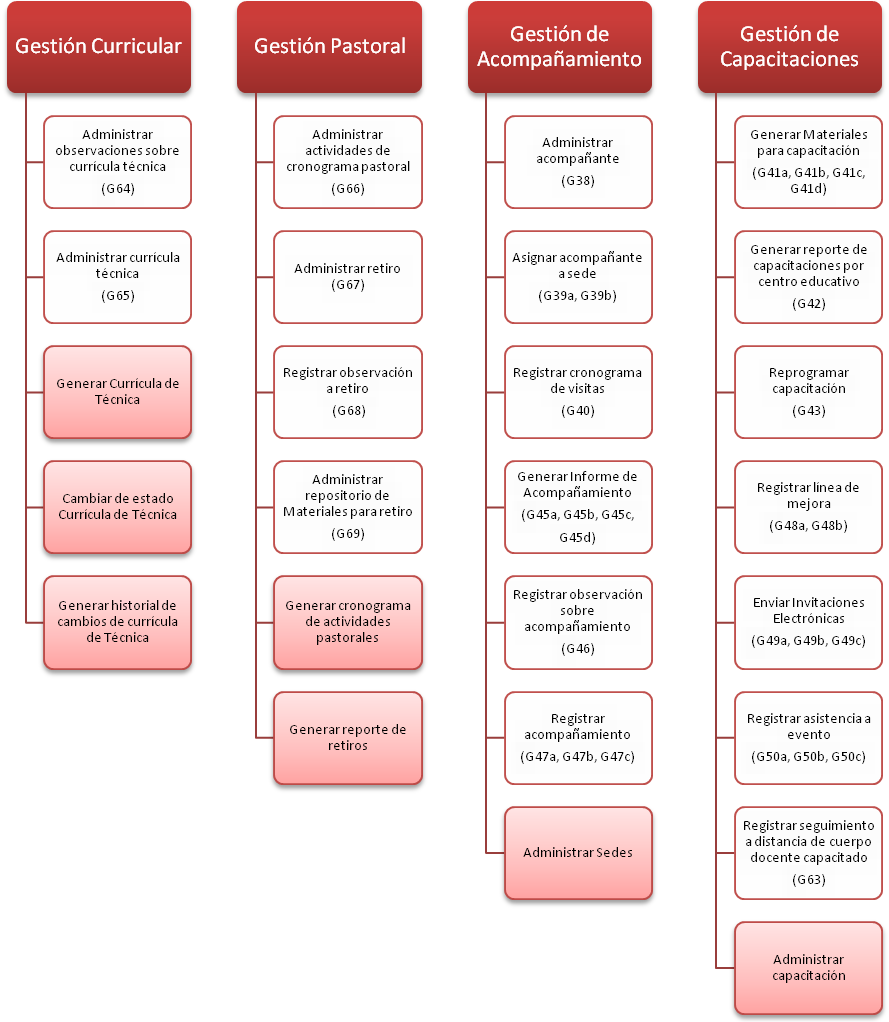 Gestión Curricular
Administrar
observaciones sobre
currícula técnica
(G64)
Administrar currícula
técnica
(G65)
Generar Currícula de
Técnica
Cambiar de estado
Currícula de Técnica
Generar historial de
cambios de currícula
de Técnica
Gestión Pastoral
Administrar
actividades de
cronograma pastoral
(G66)
Administrar retiro
(G67)
Registrar observación
a retiro
(G68)
Administrar
repositorio de
Materiales para retiro
(G69)
Generar cronograma
de actividades
pastorales
Generar reporte de
retiros
Gestión de
Acompañamiento
Administrar
acompañante
(G38)
Asignar acompañante
a sede
(G39a, G39b)
Registrar cronograma
de visitas
(G40)
Generar Informe de
Acompañamiento
(G45a, G45b, G45c,
G45d)
Registrar observación
sobre
acompañamiento
(G46)
Registrar
acompañamiento
(G47a, G47b, G47c)
Administrar Sedes
Gestión de
Capacitaciones
Generar Materiales
para capacitación
(G41a, G41b, G41c,
G41d)
Generar reporte de
capacitaciones por
centro educativo
(G42)
Reprogramar
capacitación
(G43)
Registrar línea de
mejora
(G48a, G48b)
Enviar Invitaciones
Electrónicas
(G49a, G49b, G49c)
Registrar asistencia a
evento
(G50a, G50b, G50c)
Registrar seguimiento
a distancia de cuerpo
docente capacitado
(G63)
Administrar
capacitación